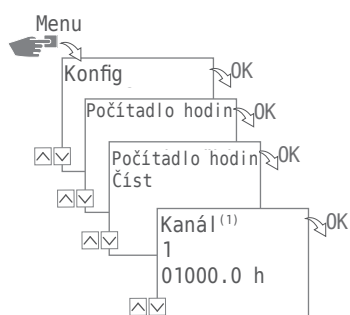 Menu
Konfig
OK
Počítadlo hodin
OK
Počítadlo hodin
Číst
OK
Kanál(1)
1
01000.0 h
OK